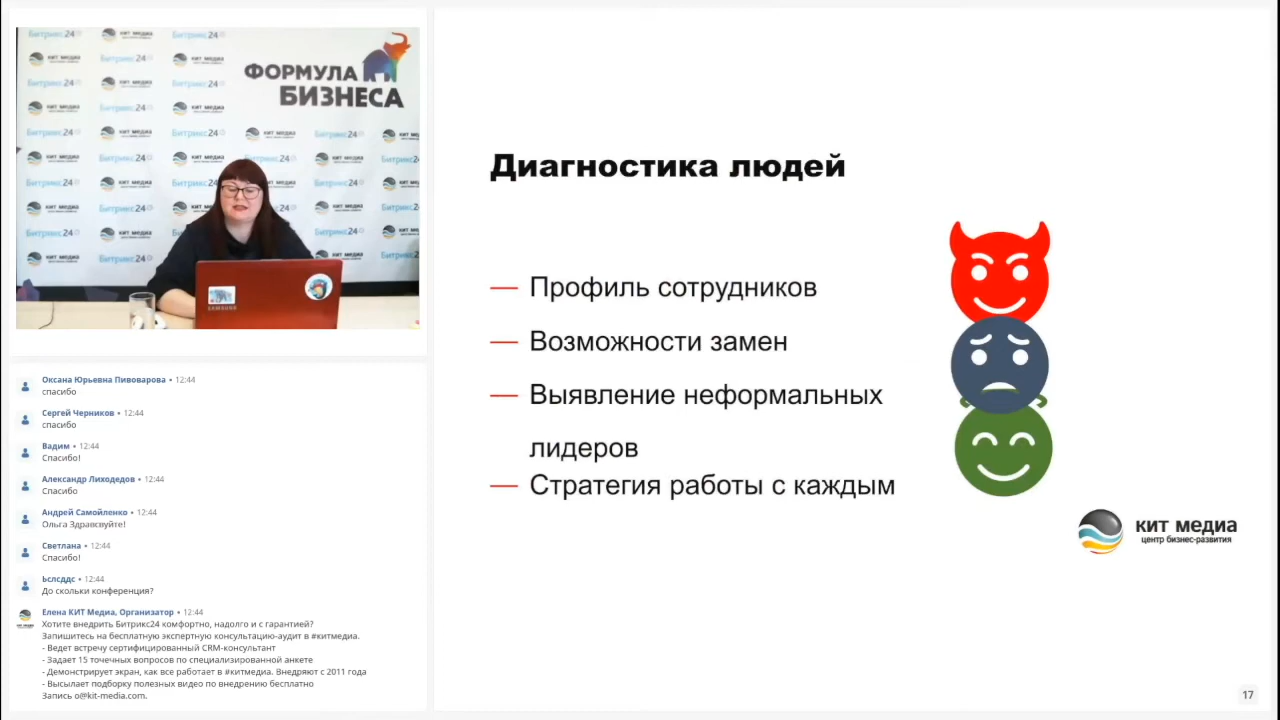 ФОРМУЛА
БИЗНЕСА
Битрикс24
кит медиа
SAMSUNG
Диагностика людей
— Профиль сотрудников
— Возможности замен
— Выявление неформальных
лидеров
— Стратегия работы с каждым
кит медиа
центр бизнес-развития
17
Оксана Юрьевна Пивоварова • 12:44
спасибо
Сергей Черников • 12:44
спасибо
Вадим • 12:44
Спасибо!
Александр Лиходедов • 12:44
Спасибо
Андрей Самойленко • 12:44
Ольга Здравсвуйте!
Светлана • 12:44
Спасибо!
Ьслсддс • 12:44
До скольки конференция?
Елена КИТ Медиа, Организатор • 12:44
Хотите внедрить Битрикс24 комфортно, надолго и с гарантией?
Запишитесь на бесплатную экспертную консультацию-аудит в #китмедиа.
- Ведет встречу сертифицированный CRM-консультант
- Задает 15 точечных вопросов по специализированной анкете
- Демонстрирует экран, как все работает в #китмедиа. Внедряют с 2011 года
- Высылает подборку полезных видео по внедрению бесплатно
Запись o@kit-media.com.